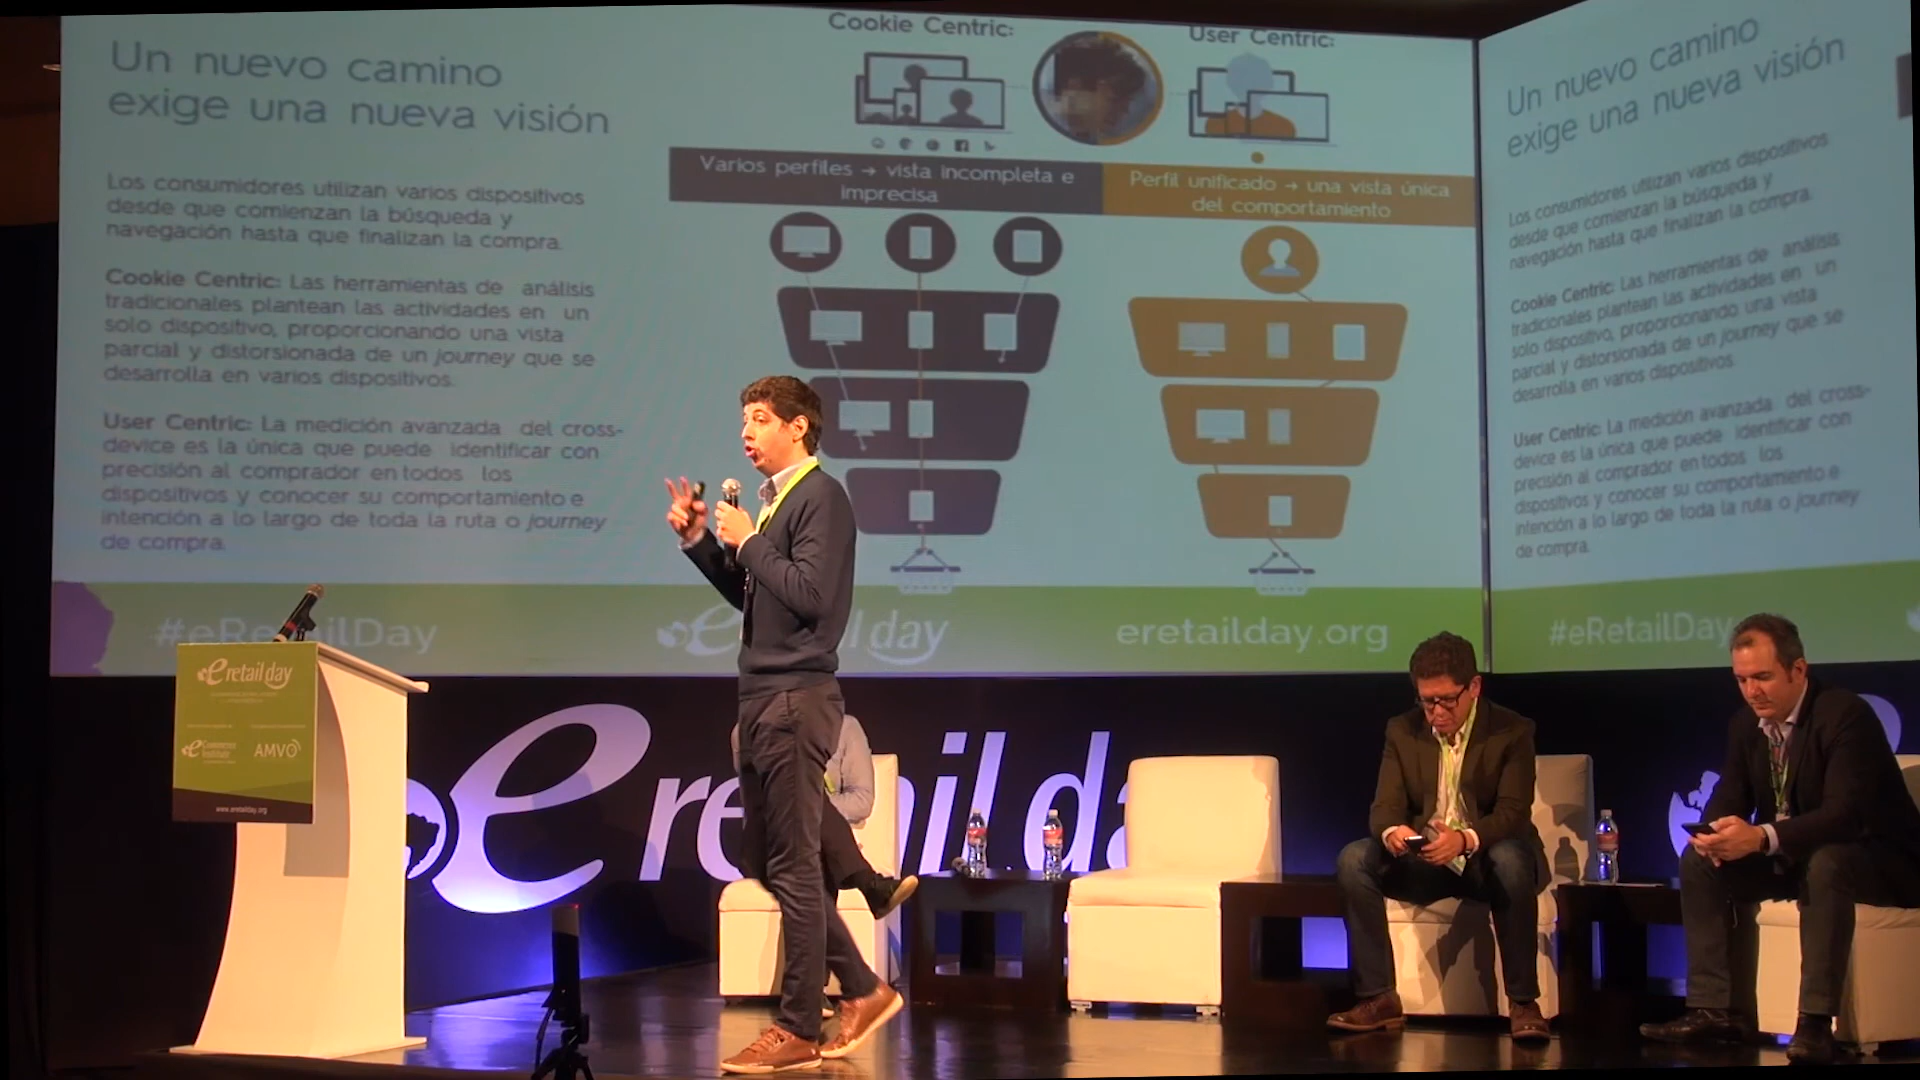 Un nuevo camino
exige una nueva visión
Los consumidores utilizan varios dispositivos
desde que comienzan la búsqueda y
navegación hasta que finalizan la compra.
Cookie Centric: Las herramientas de análisis
tradicionales plantean las actividades en un
solo dispositivo, proporcionando una vista
parcial y distorsionada de un journey que se
desarrolla en varios dispositivos.
User Centric: La medición avanzada del cross-
device es la única que puede identificar con
precisión al comprador en todos los
dispositivos y conocer su comportamiento e
intención a lo largo de toda la ruta o journey
de compra.
Cookie Centric:
User Centric:
Varios perfiles → vista incompleta e
imprecisa
Perfil unificado → una vista única
del comportamiento
#eRetailDay
eretail day
eretailday.org
Un nuevo camino
exige una nueva visión
Los consumidores utilizan varios dispositivos
desde que comienzan la búsqueda y
navegación hasta que finalizan la compra.
Cookie Centric: Las herramientas de análisis
tradicionales plantean las actividades en un
solo dispositivo, proporcionando una vista
parcial y distorsionada de un journey que se
desarrolla en varios dispositivos.
User Centric: La medición avanzada del cross-
device es la única que puede identificar con
precisión al comprador en todos los
dispositivos y conocer su comportamiento e
intención a lo largo de toda la ruta o journey
de compra.
#eRetailDay
e retail day
eCommerce
Institute
AMVO
www.eretailday.org
e retail day